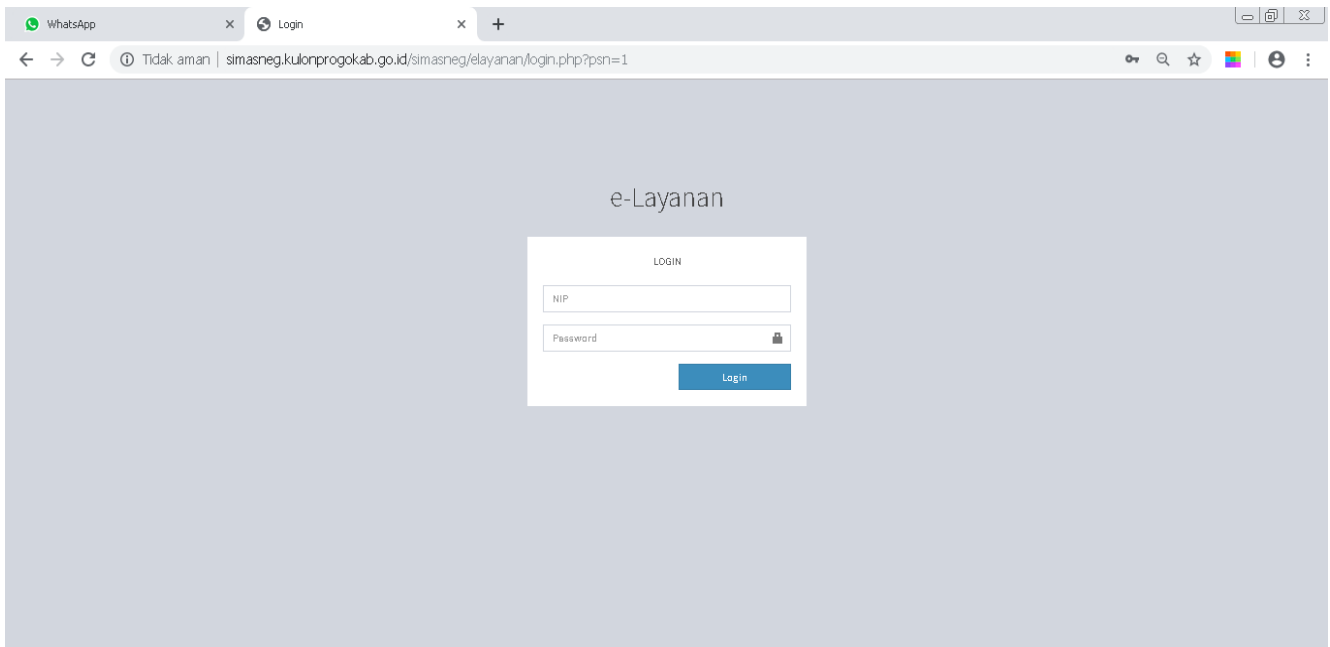 WhatsApp
Login
Tidak aman | simasneg.kulonprogokab.go.id/simasneg/elayanan/login.php?psn=1
e-Layanan
LOGIN
NIP
Password
Login